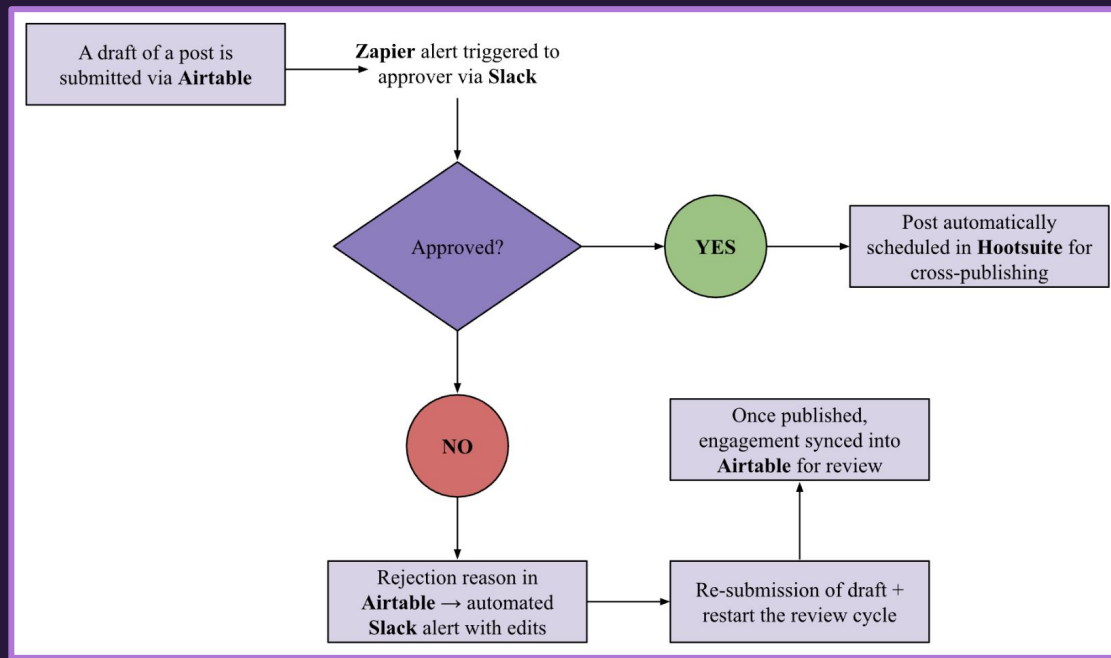 A draft of a post is
submitted via Airtable
Zapier alert triggered to
approver via Slack
Approved?
YES
Post automatically
scheduled in Hootsuite for
cross-publishing
NO
Once published,
engagement synced into
Airtable for review
Rejection reason in
Airtable → automated
Slack alert with edits
Re-submission of draft +
restart the review cycle